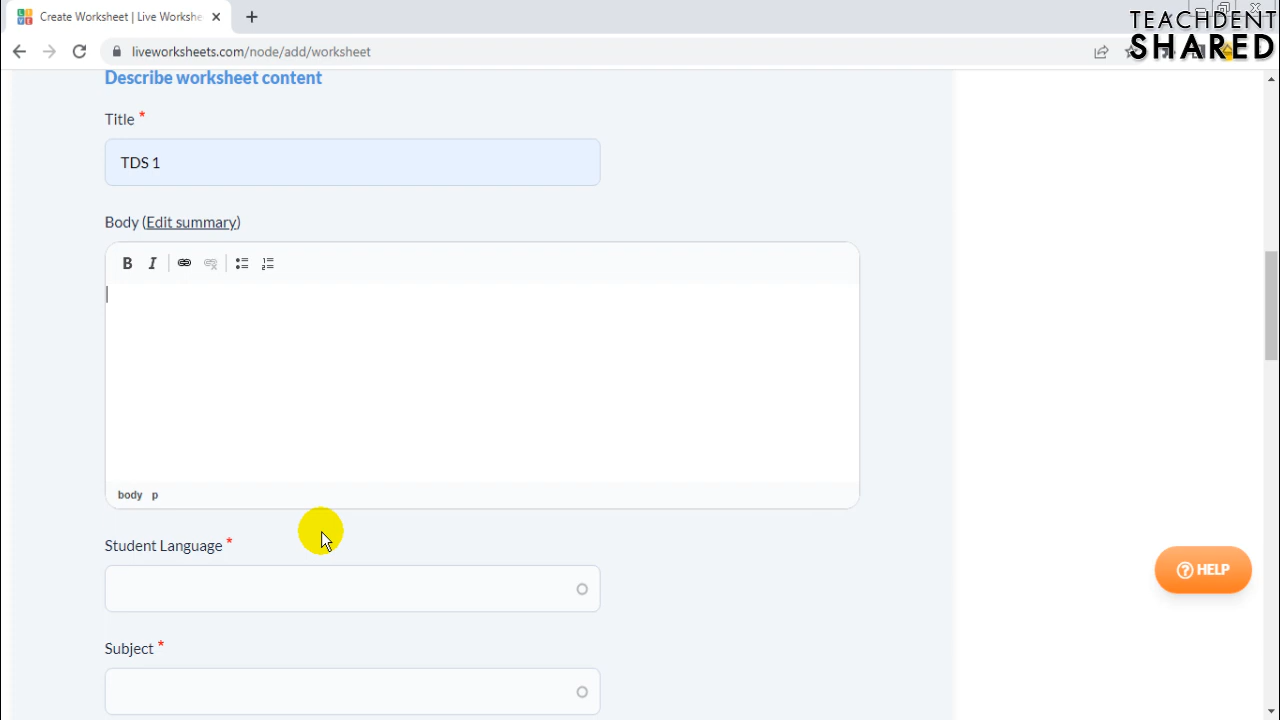 Create Worksheet | Live Workshe
TEACHDENT
SHARED
liveworksheets.com/node/add/worksheet
Describe worksheet content
Title *
TDS 1
Body (Edit summary)
B I
body p
Student Language *
HELP
Subject *